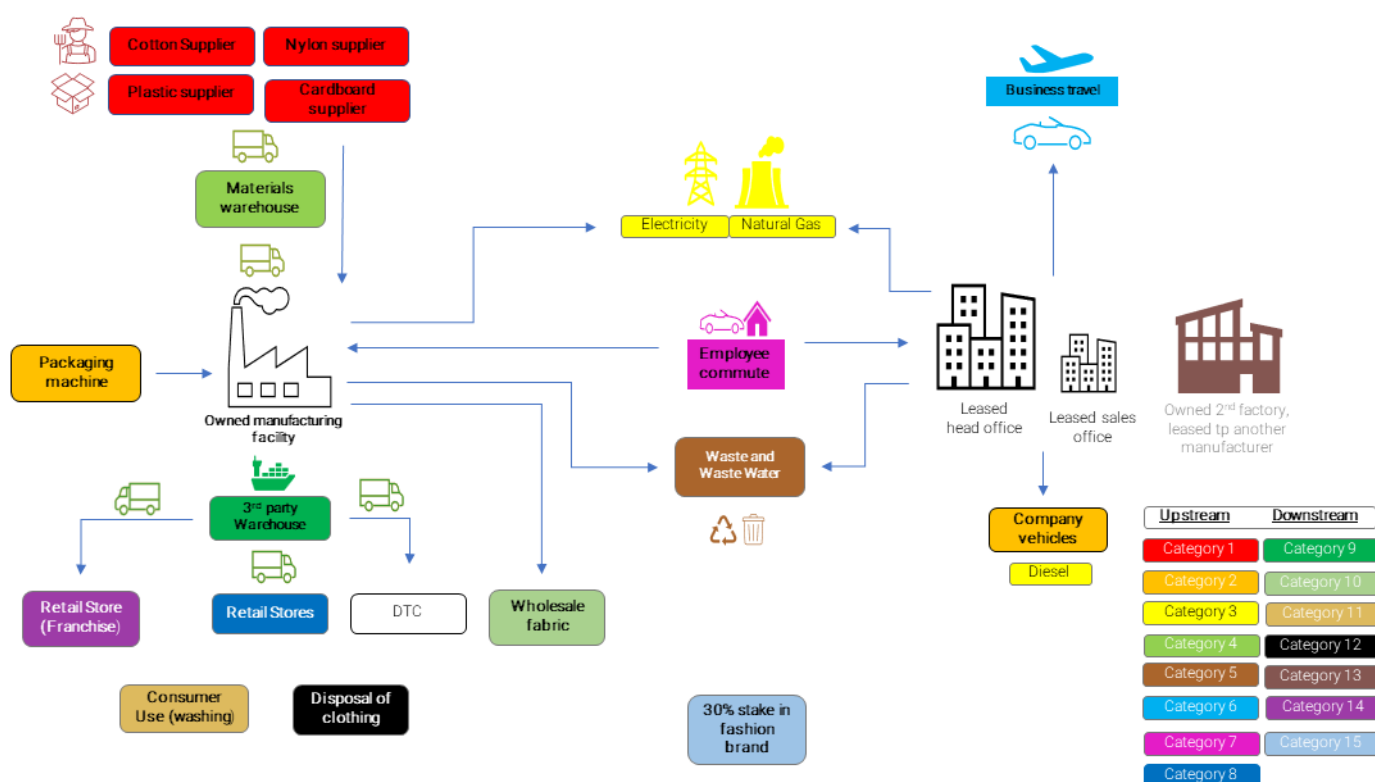 Cotton Supplier
Nylon supplier
Plastic supplier
Cardboard
supplier
Business travel
Materials
warehouse
Electricity
Natural Gas
Packaging
machine
Employee
commute
Owned manufacturing
facility
Leased
head office
Leased sales
office
Owned 2nd factory,
leased tp another
manufacturer
Waste and
Waste Water
3rd party
Warehouse
Company
vehicles
Diesel
Retail Store
(Franchise)
Retail Stores
DTC
Wholesale
fabric
Consumer
Use (washing)
Disposal of
clothing
30% stake in
fashion
brand
Upstream
Downstream
Category 1
Category 9
Category 2
Category 10
Category 3
Category 11
Category 4
Category 12
Category 5
Category 13
Category 6
Category 14
Category 7
Category 15
Category 8